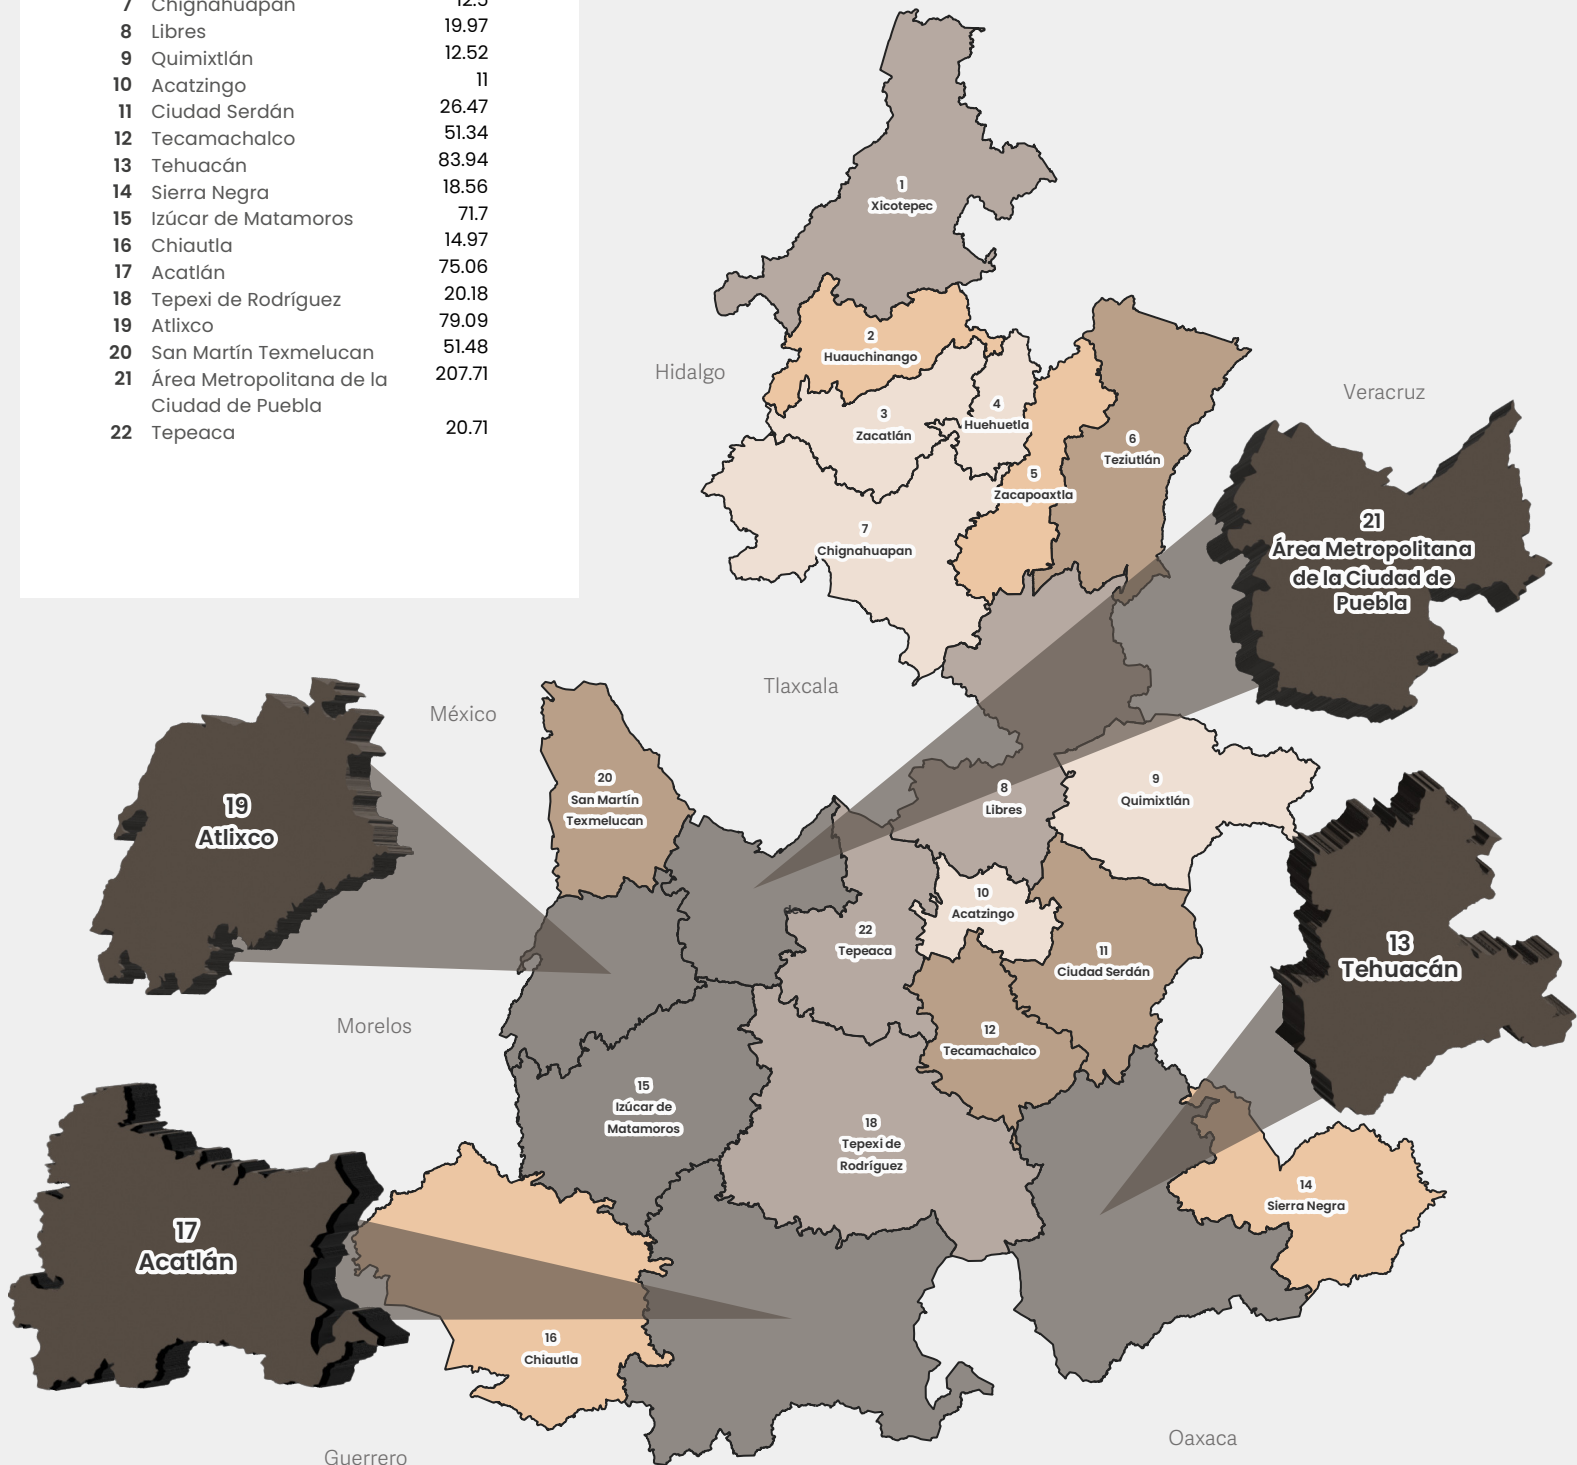 7 Chignahuapan 12.5
8 Libres 19.97
9 Quimixtlán 12.52
10 Acatzingo 11
11 Ciudad Serdán 26.47
12 Tecamachalco 51.34
13 Tehuacán 83.94
14 Sierra Negra 18.56
15 Izúcar de Matamoros 71.7
16 Chiautla 14.97
17 Acatlán 75.06
18 Tepexi de Rodríguez 20.18
19 Atlixco 79.09
20 San Martín Texmelucan 51.48
21 Área Metropolitana de la 207.71
Ciudad de Puebla
22 Tepeaca 20.71
1
Xicotepec
2
Huauchinango
Hidalgo
3
Zacatlán
4
Huehuetla
Veracruz
6
Teziutlán
5
Zacapoaxtla
7
Chignahuapan
21
Área Metropolitana
de la Ciudad de
Puebla
Tlaxcala
México
20
San Martín
Texmelucan
19
Atlixco
8
Libres
9
Quimixtlán
10
Acatzingo
de
22
Tepeaca
11
Ciudad Serdán
13
Tehuacán
Morelos
12
Tecamachalco
15
Izúcar de
Matamoros
18
Tepexi de
Rodríguez
14
Sierra Negra
17
Acatlán
16
Chiautla
Guerrero
Oaxaca